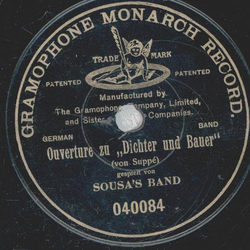 GRAMOPHONE MONARCH RECORD.
TRADE MARK
PATENTED PATENTED
Manufactured by
The Gramophone Company, Limited,
and Sister Companies.
GERMAN BAND
Ouverture zu „Dichter und Bauer“
(von Suppé)
gespielt von
SOUSA'S BAND
040084